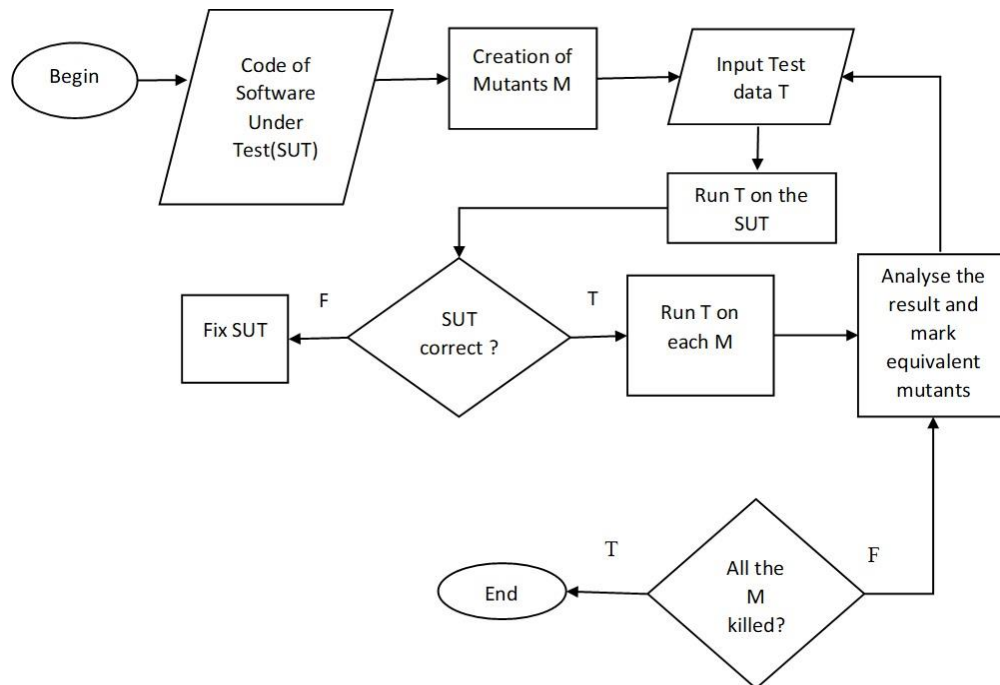 Begin
Code of
Software
Under
Test(SUT)
Creation of
Mutants M
Input Test
data T
Run T on the
SUT
SUT
correct ?
F
T
Fix SUT
Run T on
each M
Analyse the
result and
mark
equivalent
mutants
All the
M
killed?
T
F
End